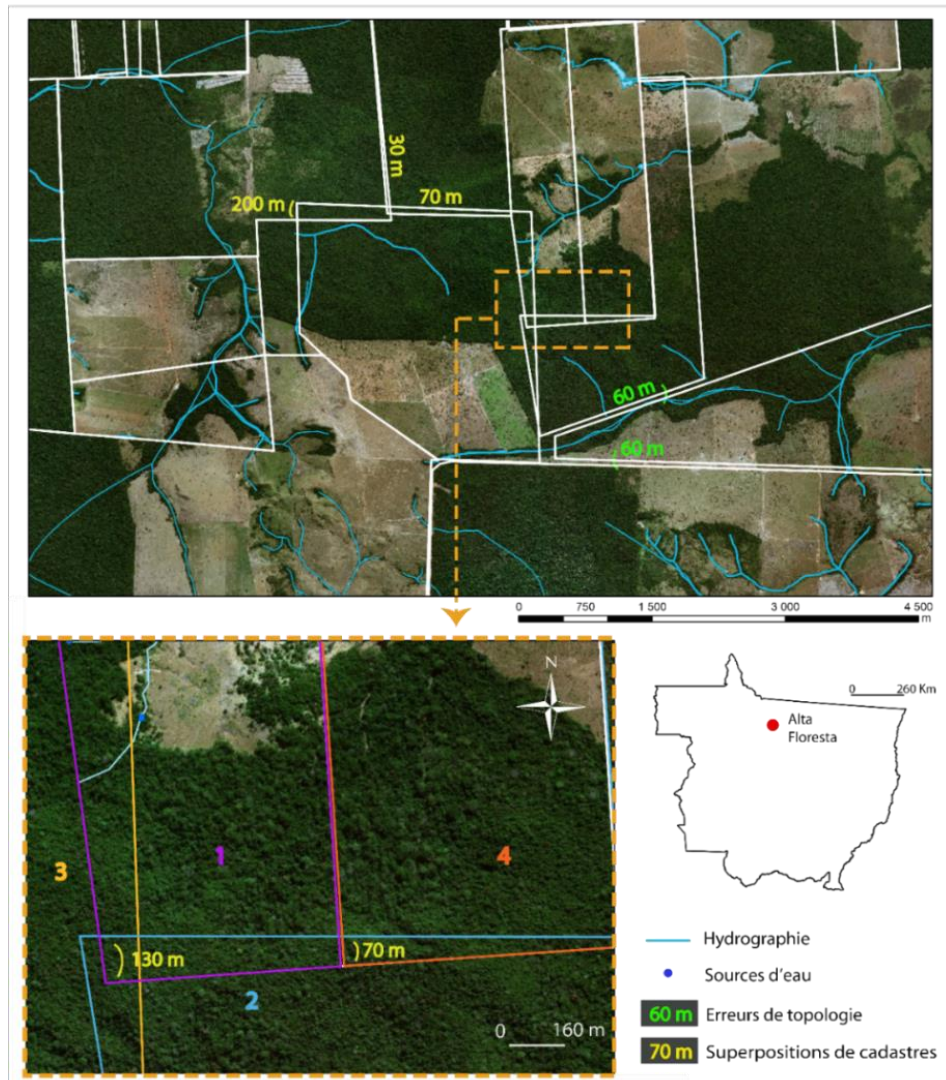 30 m
200 m
70 m
60 m
60 m
0 750 1 500 3 000 4 500
m
N
0 260 Km
Alta
Floresta
1
4
3
130 m
70 m
2
0 160 m
Hydrographie
Sources d'eau
60 m Erreurs de topologie
70 m Superpositions de cadastres